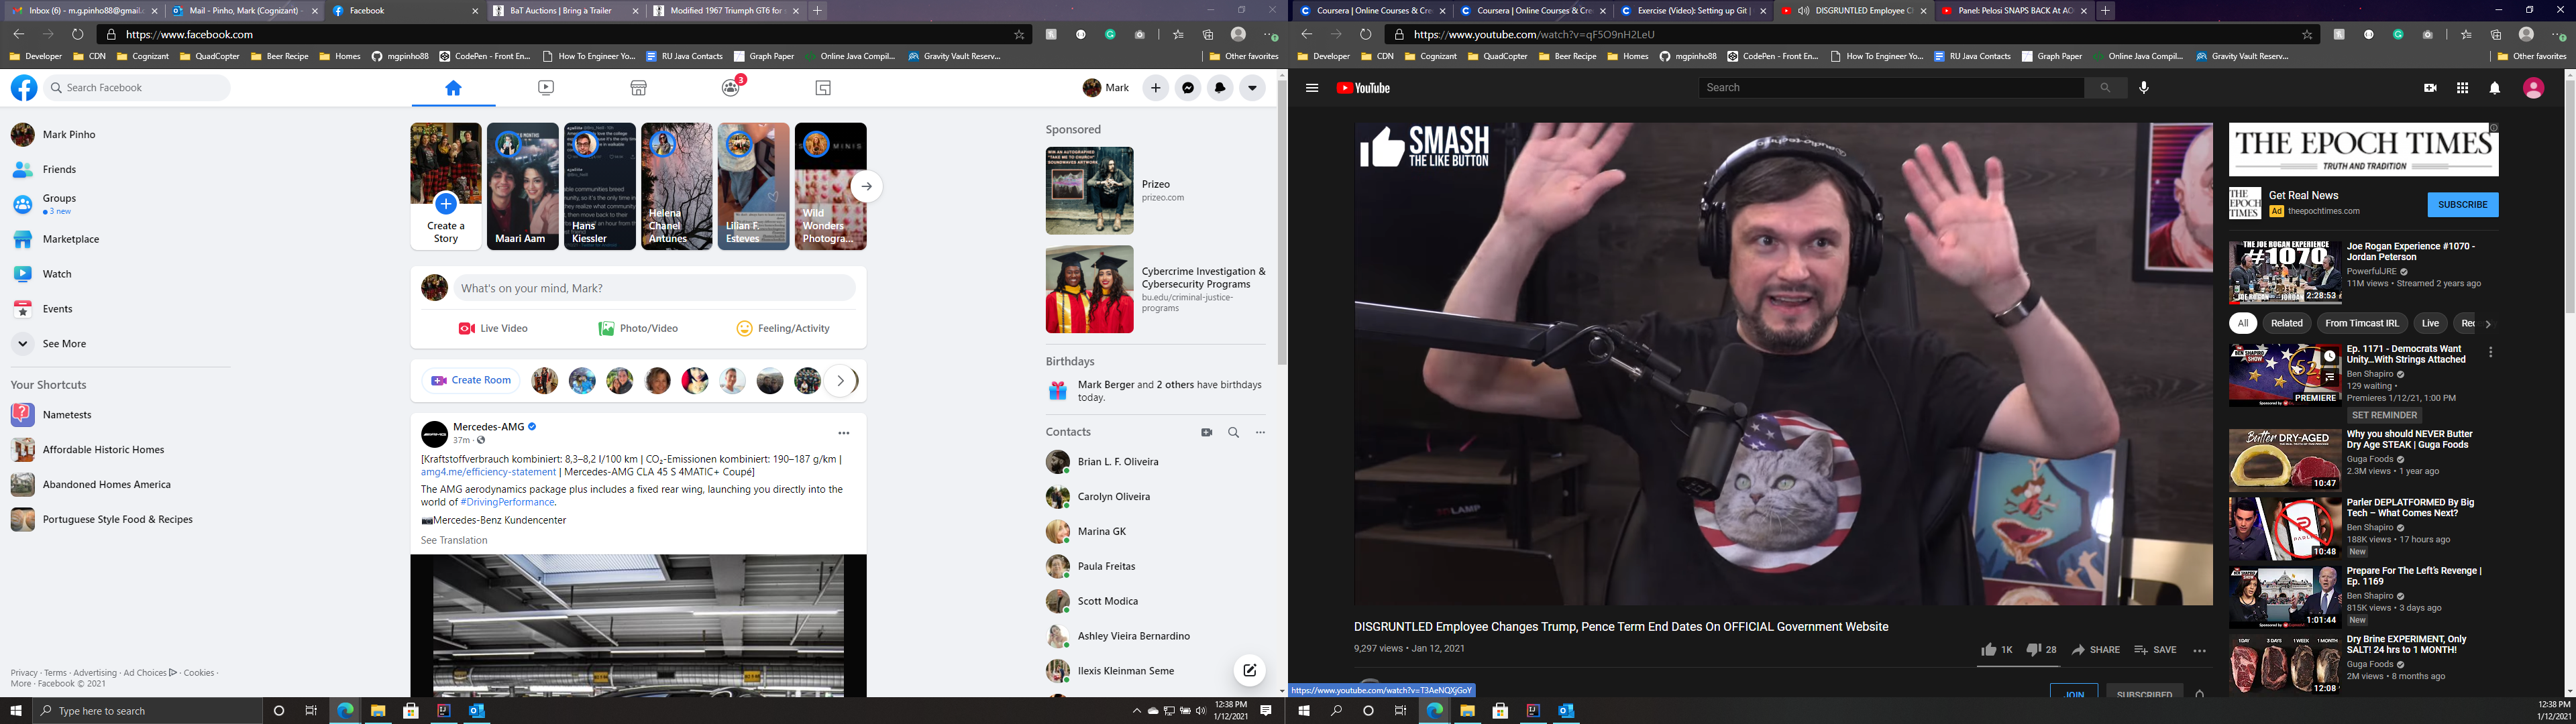 Inbox (6) - m.g.pinho88@gmail.c
Mail - Pinho, Mark (Cognizant) -
Facebook
BaT Auctions | Bring a Trailer
Modified 1967 Triumph GT6 for
https://www.facebook.com
Developer
CDN
Cognizant
QuadCopter
Beer Recipe
Homes
mgpinho88
CodePen - Front En...
How To Engineer Yo...
RU Java Contacts
Graph Paper
Online Java Compil...
Gravity Vault Reserv...
Other favorites
Search Facebook
3
Mark
Mark Pinho
Friends
Groups
3 new
Marketplace
Watch
Events
See More
Your Shortcuts
Nametests
Affordable Historic Homes
Abandoned Homes America
Portuguese Style Food & Recipes
Privacy · Terms · Advertising · Ad Choices · Cookies ·
More · Facebook © 2021
Create a
Story
Maari Aam
Hans
Kiessler
Helena
Chanel
Antunes
Lilian F.
Esteves
Wild
Wonders
Photogra...
What's on your mind, Mark?
Live Video
Photo/Video
Feeling/Activity
Create Room
Mercedes-AMG
37m ·
[Kraftstoffverbrauch kombiniert: 8,3–8,2 l/100 km | CO₂-Emissionen kombiniert: 190–187 g/km |
amg4.me/efficiency-statement | Mercedes-AMG CLA 45 S 4MATIC+ Coupé]
The AMG aerodynamics package plus includes a fixed rear wing, launching you directly into the
world of #DrivingPerformance.
📷Mercedes-Benz Kundencenter
See Translation
Sponsored
Prizeo
prizeo.com
Cybercrime Investigation &
Cybersecurity Programs
bu.edu/criminal-justice-
programs
Birthdays
Mark Berger and 2 others have birthdays
today.
Contacts
Brian L. F. Oliveira
Carolyn Oliveira
Marina GK
Paula Freitas
Scott Modica
Ashley Vieira Bernardino
Ilexis Kleinman Seme
Type here to search
12:38 PM
1/12/2021
Coursera | Online Courses & Cre
Coursera | Online Courses & Cre
Exercise (Video): Setting up Git |
DISGRUNTLED Employee C
Panel: Pelosi SNAPS BACK At AO
https://www.youtube.com/watch?v=qF5O9nH2LeU
Developer
CDN
Cognizant
QuadCopter
Beer Recipe
Homes
mgpinho88
CodePen - Front En...
How To Engineer Yo...
RU Java Contacts
Graph Paper
Online Java Compil...
Gravity Vault Reserv...
Other favorites
YouTube
Search
SMASH
THE LIKE BUTTON
DISGRUNTLED Employee Changes Trump, Pence Term End Dates On OFFICIAL Government Website
9,297 views • Jan 12, 2021
1K
28
SHARE
SAVE
JOIN
SUBSCRIBED
https://www.youtube.com/watch?v=T3AeNQXjGoY
THE EPOCH TIMES
TRUTH AND TRADITION
Get Real News
Ad theepochtimes.com
SUBSCRIBE
THE JOE ROGAN EXPERIENCE
#1070
2:28:53
Joe Rogan Experience #1070 -
Jordan Peterson
PowerfulJRE
11M views • Streamed 2 years ago
All
Related
From Timcast IRL
Live
Rec
PREMIERE
Ep. 1171 - Democrats Want
Unity...With Strings Attached
Ben Shapiro
129 waiting •
Premieres 1/12/21, 1:00 PM
SET REMINDER
Butter DRY-AGED
10:47
Why you should NEVER Butter
Dry Age STEAK | Guga Foods
Guga Foods
2.3M views • 1 year ago
10:48
Parler DEPLATFORMED By Big
Tech – What Comes Next?
Ben Shapiro
188K views • 17 hours ago
New
1:01:44
Prepare For The Left's Revenge |
Ep. 1169
Ben Shapiro
815K views • 3 days ago
New
1 DAY 3 DAYS 1 WEEK 1 MONTH
12:08
Dry Brine EXPERIMENT, Only
SALT! 24 hrs to 1 MONTH!
Guga Foods
2M views • 8 months ago
12:38 PM
1/12/2021